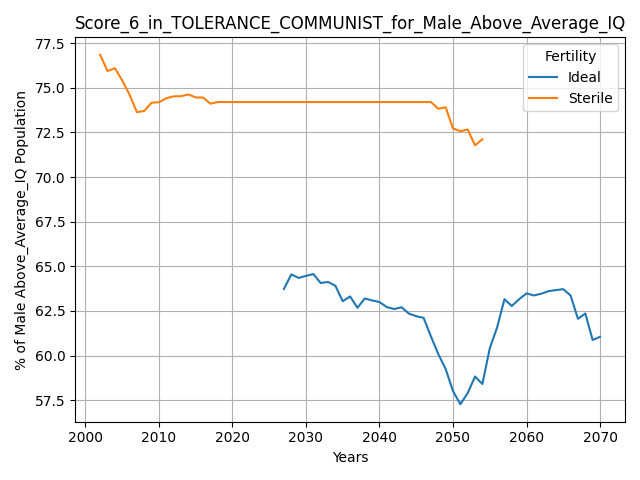 Score_6_in_TOLERANCE_COMMUNIST_for_Male_Above_Average_IQ
77.5
75.0
72.5
70.0
67.5
65.0
62.5
60.0
57.5
% of Male Above_Average_IQ Population
Fertility
Ideal
Sterile
2000 2010 2020 2030 2040 2050 2060 2070
Years